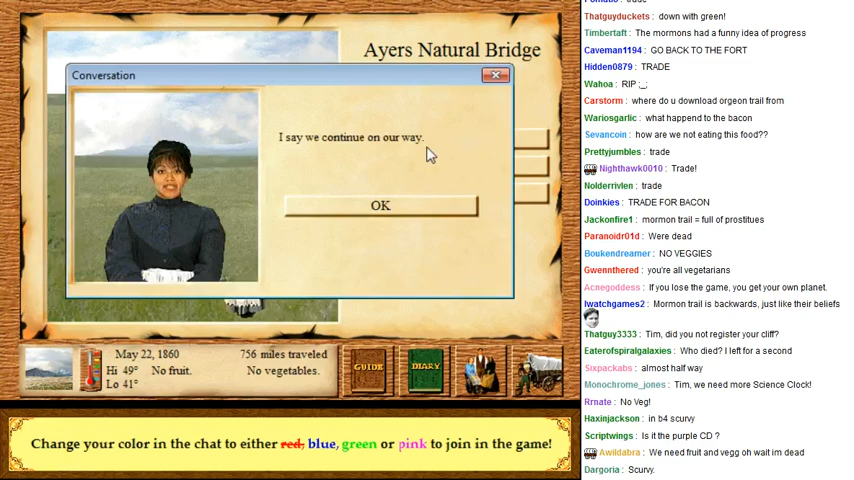 Ayers Natural Bridge
Conversation
I say we continue on our way.
OK
May 22, 1860
756 miles traveled
Hi 49°
No fruit.
No vegetables.
Lo 41°
GUIDE
DIARY
Change your color in the chat to either red, blue, green or pink to join in the game!
Thatguyduckets : down with green!
Timbertaft : The mormons had a funny idea of progress
Caveman1194 : GO BACK TO THE FORT
Hidden0879 : TRADE
Wahoa : RIP ;_;
Carstorm : where do u download orgeon trail from
Wariosgarlic : what happend to the bacon
Sevancoin : how are we not eating this food??
Prettyjumbles : trade
Nighthawk0010 : Trade!
Nolderrivlen : trade
Doinkies : TRADE FOR BACON
Jackonfire1 : mormon trail = full of prostitues
Paranoidr01d : Were dead
Boukendreamer : NO VEGGIES
Gwennthered : you're all vegetarians
Acnegoddess : If you lose the game, you get your own planet.
Iwatchgames2 : Mormon trail is backwards, just like their beliefs
Thatguy3333 : Tim, did you not register your cliff?
Eaterofspiralgalaxies : Who died? I left for a second
Sixpackabs : almost half way
Monochrome_jones : Tim, we need more Science Clock!
Rrnate : No Veg!
Haxinjackson : in b4 scurvy
Scriptwings : Is it the purple CD ?
Awildabra : We need fruit and vegg oh wait im dead
Dargoria : Scurvy.